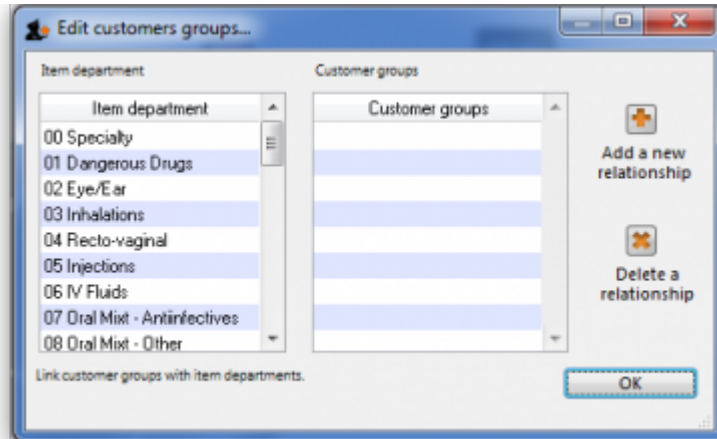 Edit customers groups...
Item department
Customer groups
Item department
Customer groups
00 Specialty
01 Dangerous Drugs
02 Eye/Ear
03 Inhalations
04 Recto-vaginal
05 Injections
06 IV Fluids
07 Oral Mixt - Antiinfectives
08 Oral Mixt - Other
Add a new
relationship
Delete a
relationship
Link customer groups with item departments.
OK